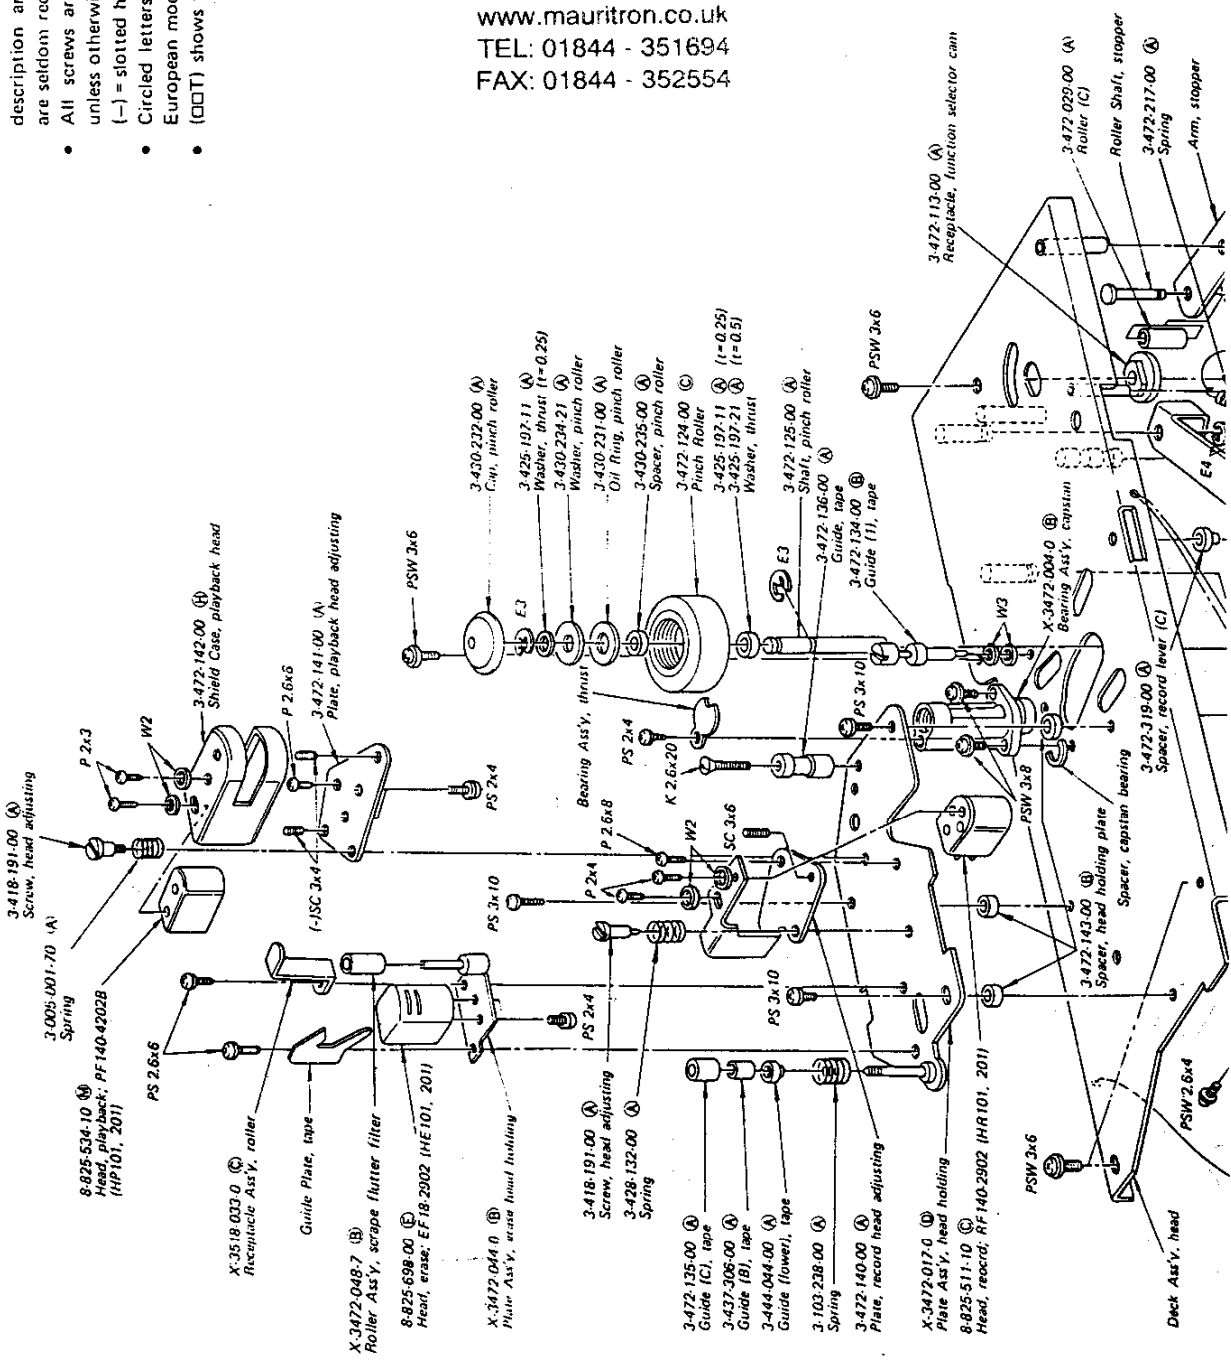 description an
are seldom rec
• All screws ar
unless otherwi
(–) = slotted h
• Circled letters
European mod
• (□□T) shows
www.mauritron.co.uk
TEL: 01844 - 351694
FAX: 01844 - 352554
3-418-191-00 Ⓐ
Screw, head adjusting
3-005-001-70 (A)
Spring
8-825-534-10 Ⓜ
Head, playback; PF140-4202B
(HP101, 201)
P 2x3
W2
3-472-142-00 Ⓗ
Shield Case, playback head
P 2.6x6
3-472-141-00 (A)
Plate, playback head adjusting
(-)SC 3x4
PS 2x4
PS 2.6x6
X-3518-033-0 Ⓒ
Receptacle Ass'y, roller
Guide Plate, tape
X-3472-048-7 Ⓑ
Roller Ass'y, scrape flutter filter
8-825-698-00 Ⓔ
Head, erase; EF18-2902 (HE101, 201)
X-3472-044-0 Ⓑ
Plate Ass'y, erase head holding
PS 2x4
PSW 3x6
3-430-232-00 Ⓐ
Cap, pinch roller
E3
3-425-197-11 Ⓐ
Washer, thrust (t=0.25)
3-430-234-21 Ⓐ
Washer, pinch roller
3-430-231-00 Ⓐ
Oil Ring, pinch roller
3-430-235-00 Ⓐ
Spacer, pinch roller
3-472-124-00 Ⓒ
Pinch Roller
3-425-197-11 Ⓐ (t=0.25)
3-425-197-21 Ⓐ (t=0.5)
Washer, thrust
3-472-125-00 Ⓐ
Shaft, pinch roller
E3
3-472-136-00 Ⓐ
Guide, tape
3-472-134-00 Ⓑ
Guide (1), tape
W3
X-3472-004-0 Ⓑ
Bearing Ass'y, capstan
Bearing Ass'y, thrust
PS 2x4
K 2.6x20
PS 3x10
P 2.6x8
W2
SC 3x6
P 2x4
PS 3x10
3-418-191-00 Ⓐ
Screw, head adjusting
3-428-132-00 Ⓐ
Spring
PS 3x10
3-472-135-00 Ⓐ
Guide (C), tape
3-437-306-00 Ⓐ
Guide (B), tape
3-444-044-00 Ⓐ
Guide (lower), tape
3-103-238-00 Ⓐ
Spring
3-472-140-00 Ⓐ
Plate, record head adjusting
X-3472-017-0 Ⓓ
Plate Ass'y, head holding
8-825-511-10 Ⓒ
Head, reocrd; RF140-2902 (HR101, 201)
PSW 3x8
3-472-143-00 Ⓑ
Spacer, head holding plate
Spacer, capstan bearing
3-472-319-00 Ⓐ
Spacer, record lever (C)
PSW 3x6
3-472-113-00 Ⓐ
Receptacle, function selector cam
3-472-029-00 (A)
Roller (C)
Roller Shaft, stopper
3-472-217-00 Ⓐ
Spring
Arm, stopper
E4
PSW 3x6
PSW 2.6x4
Deck Ass'y, head